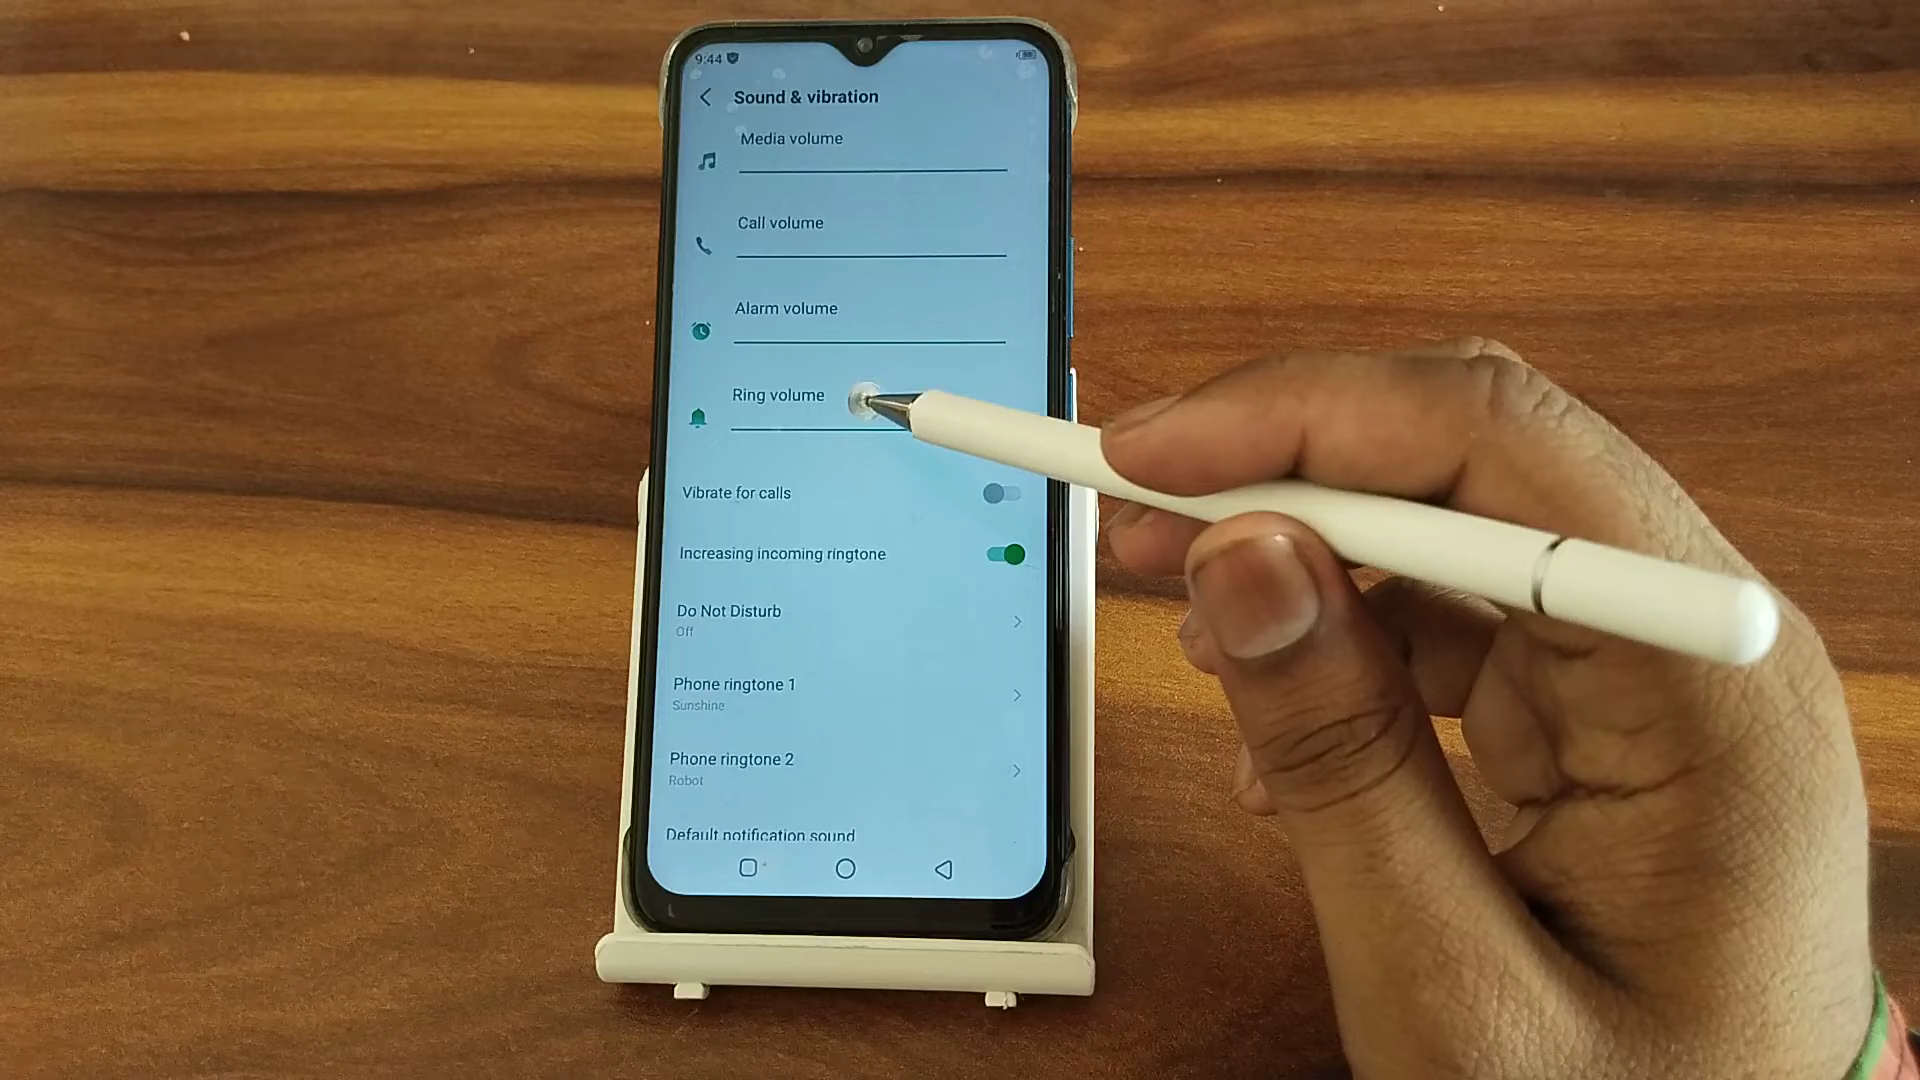 9:44
Sound & vibration
Media volume
Call volume
Alarm volume
Ring volume
Vibrate for calls
Increasing incoming ringtone
Do Not Disturb
Off
Phone ringtone 1
Sunshine
Phone ringtone 2
Robot
Default notification sound